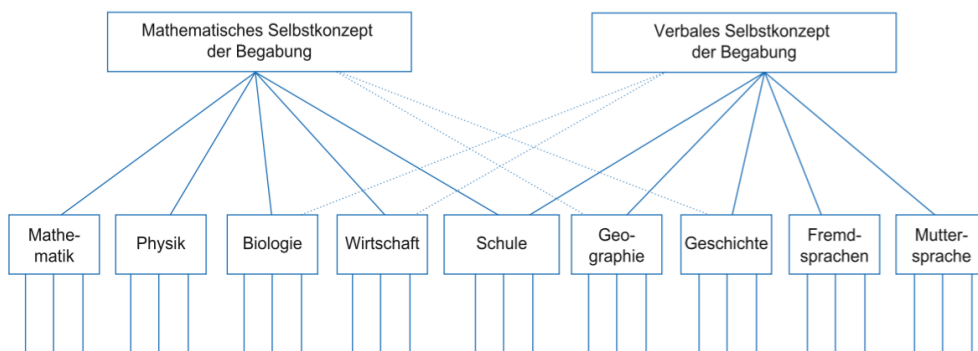 Mathematisches Selbstkonzept
der Begabung
Verbales Selbstkonzept
der Begabung
Mathe-
matik
Physik
Biologie
Wirtschaft
Schule
Geo-
graphie
Geschichte
Fremd-
sprachen
Mutter-
sprache